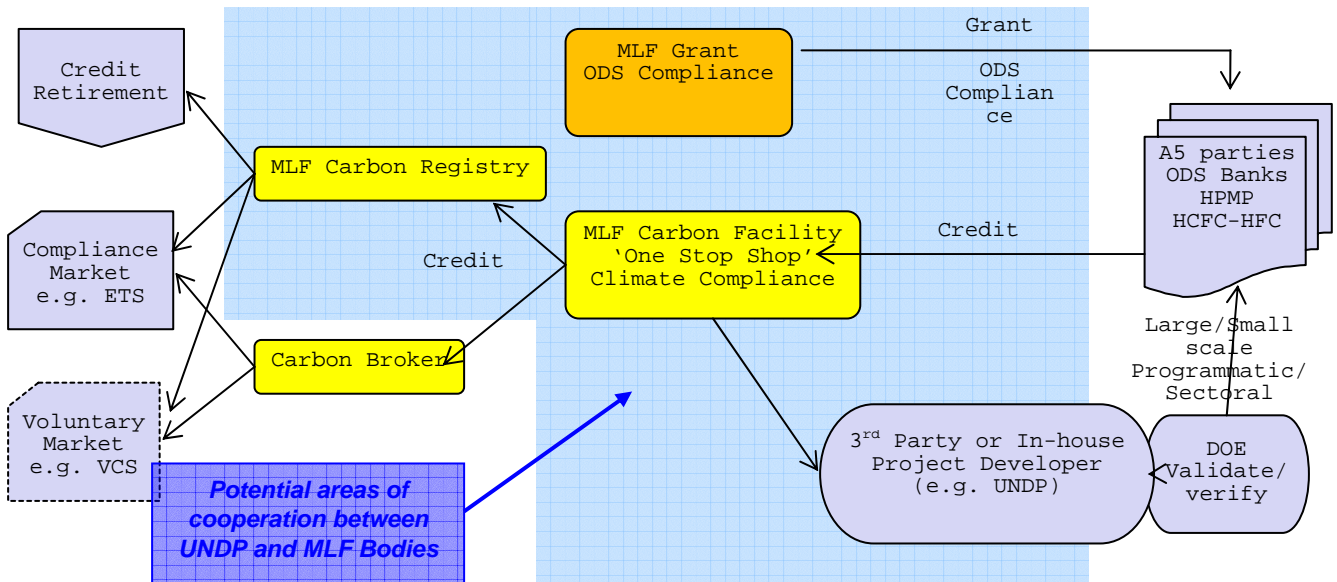 Grant
MLF Grant
ODS Compliance
ODS
Complian
ce
Credit
Retirement
A5 parties
ODS Banks
HPMP
HCFC-HFC
MLF Carbon Registry
MLF Carbon Facility
‘One Stop Shop’
Climate Compliance
Credit
Credit
Compliance
Market
e.g. ETS
Large/Small
scale
Programmatic/
Sectoral
Carbon Broker
Voluntary
Market
e.g. VCS
3rd Party or In-house
Project Developer
(e.g. UNDP)
DOE
Validate/
verify
Potential areas of
cooperation between
UNDP and MLF Bodies